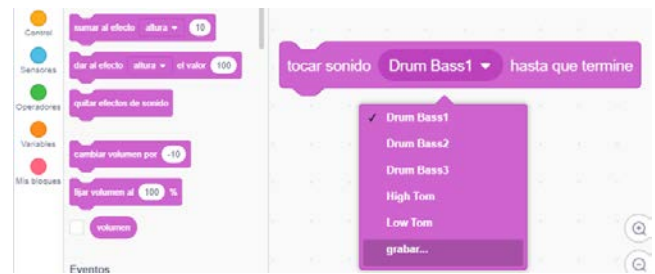 Control
Sensores
Operadores
Variables
Mis bloques
sumar al efecto altura 10
dar al efecto altura el valor 100
quitar efectos de sonido
cambiar volumen por -10
fijar volumen al 100 %
volumen
Eventos
tocar sonido Drum Bass1 hasta que termine
✓ Drum Bass1
Drum Bass2
Drum Bass3
High Tom
Low Tom
grabar...